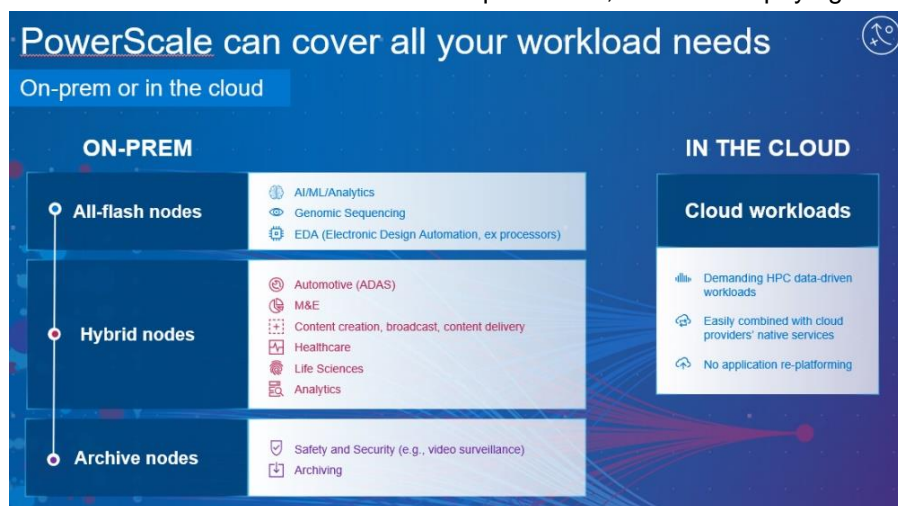 PowerScale can cover all your workload needs
On-prem or in the cloud
ON-PREM
All-flash nodes
AI/ML/Analytics
Genomic Sequencing
EDA (Electronic Design Automation, ex processors)
Hybrid nodes
Automotive (ADAS)
M&E
Content creation, broadcast, content delivery
Healthcare
Life Sciences
Analytics
Archive nodes
Safety and Security (e.g., video surveillance)
Archiving
IN THE CLOUD
Cloud workloads
Demanding HPC data-driven
workloads
Easily combined with cloud
providers' native services
No application re-platforming